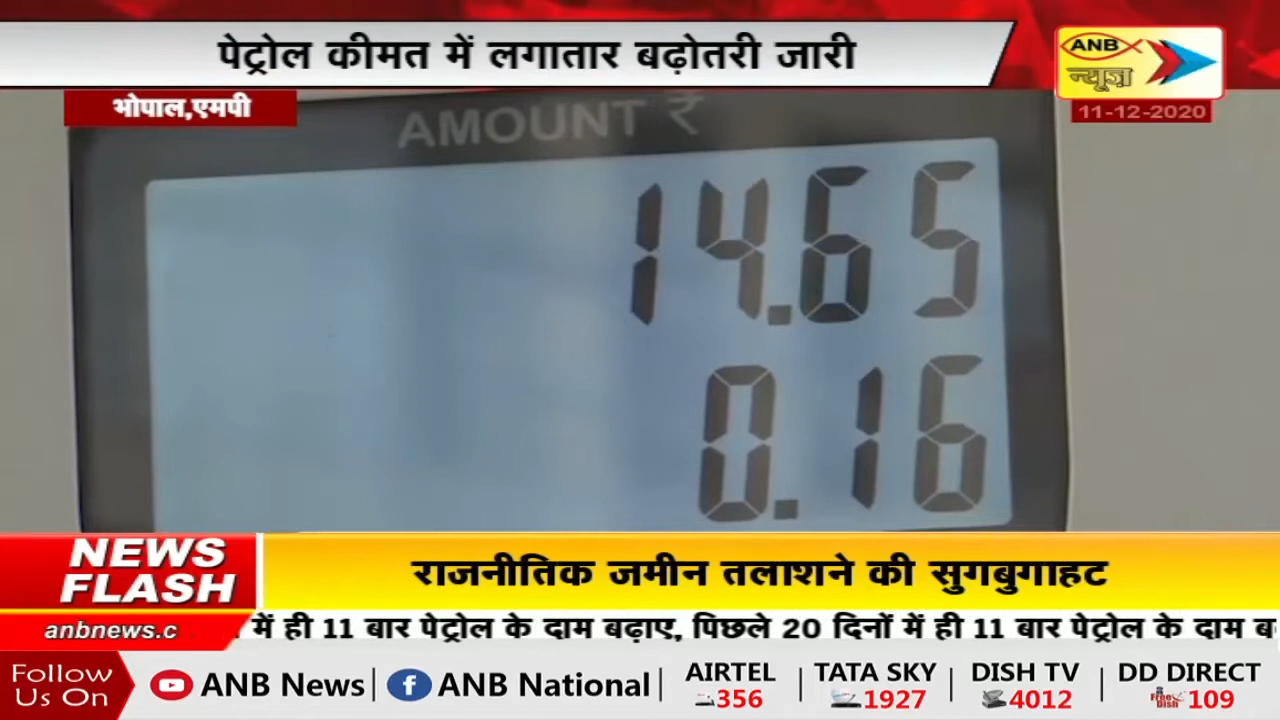 पेट्रोल कीमत में लगातार बढ़ोतरी जारी
ANB
न्यूज़
भोपाल,एमपी
11-12-2020
AMOUNT ₹
14.65
0.16
NEWS
FLASH
राजनीतिक जमीन तलाशने की सुगबुगाहट
anbnews.c
में ही 11 बार पेट्रोल के दाम बढ़ाए, पिछले 20 दिनों में ही 11 बार पेट्रोल के दाम
Follow
Us On
ANB News
ANB National
AIRTEL
356
TATA SKY
1927
DISH TV
4012
DD DIRECT
Free Dish
109